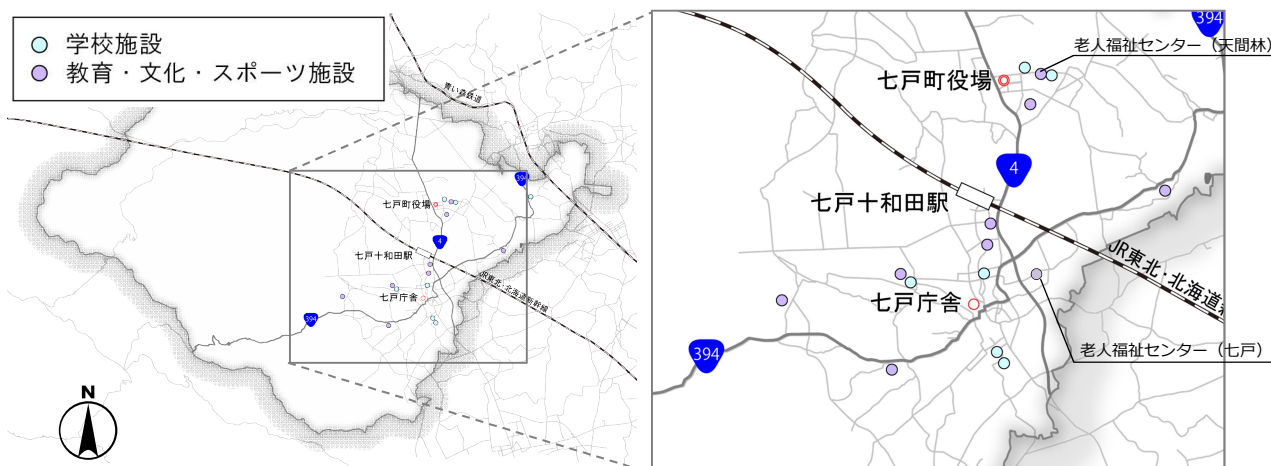 学校施設
教育・文化・スポーツ施設
青い森鉄道
394
七戸町役場
4
七戸十和田駅
JR東北・北海道新幹線
七戸庁舎
394
N
394
老人福祉センター（天間林）
七戸町役場
4
七戸十和田駅
JR東北・北海道新
七戸庁舎
394
老人福祉センター（七戸）